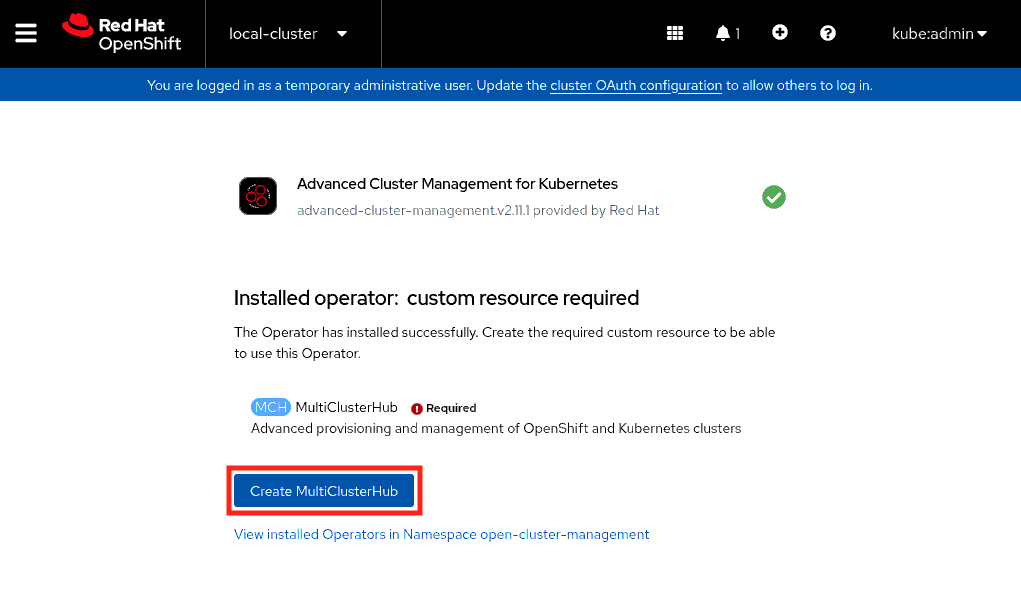 Red Hat
OpenShift
local-cluster
1
kube:admin
You are logged in as a temporary administrative user. Update the cluster OAuth configuration to allow others to log in.
Advanced Cluster Management for Kubernetes
advanced-cluster-management.v2.11.1 provided by Red Hat
Installed operator: custom resource required
The Operator has installed successfully. Create the required custom resource to be able
to use this Operator.
MCH MultiClusterHub Required
Advanced provisioning and management of OpenShift and Kubernetes clusters
Create MultiClusterHub
View installed Operators in Namespace open-cluster-management